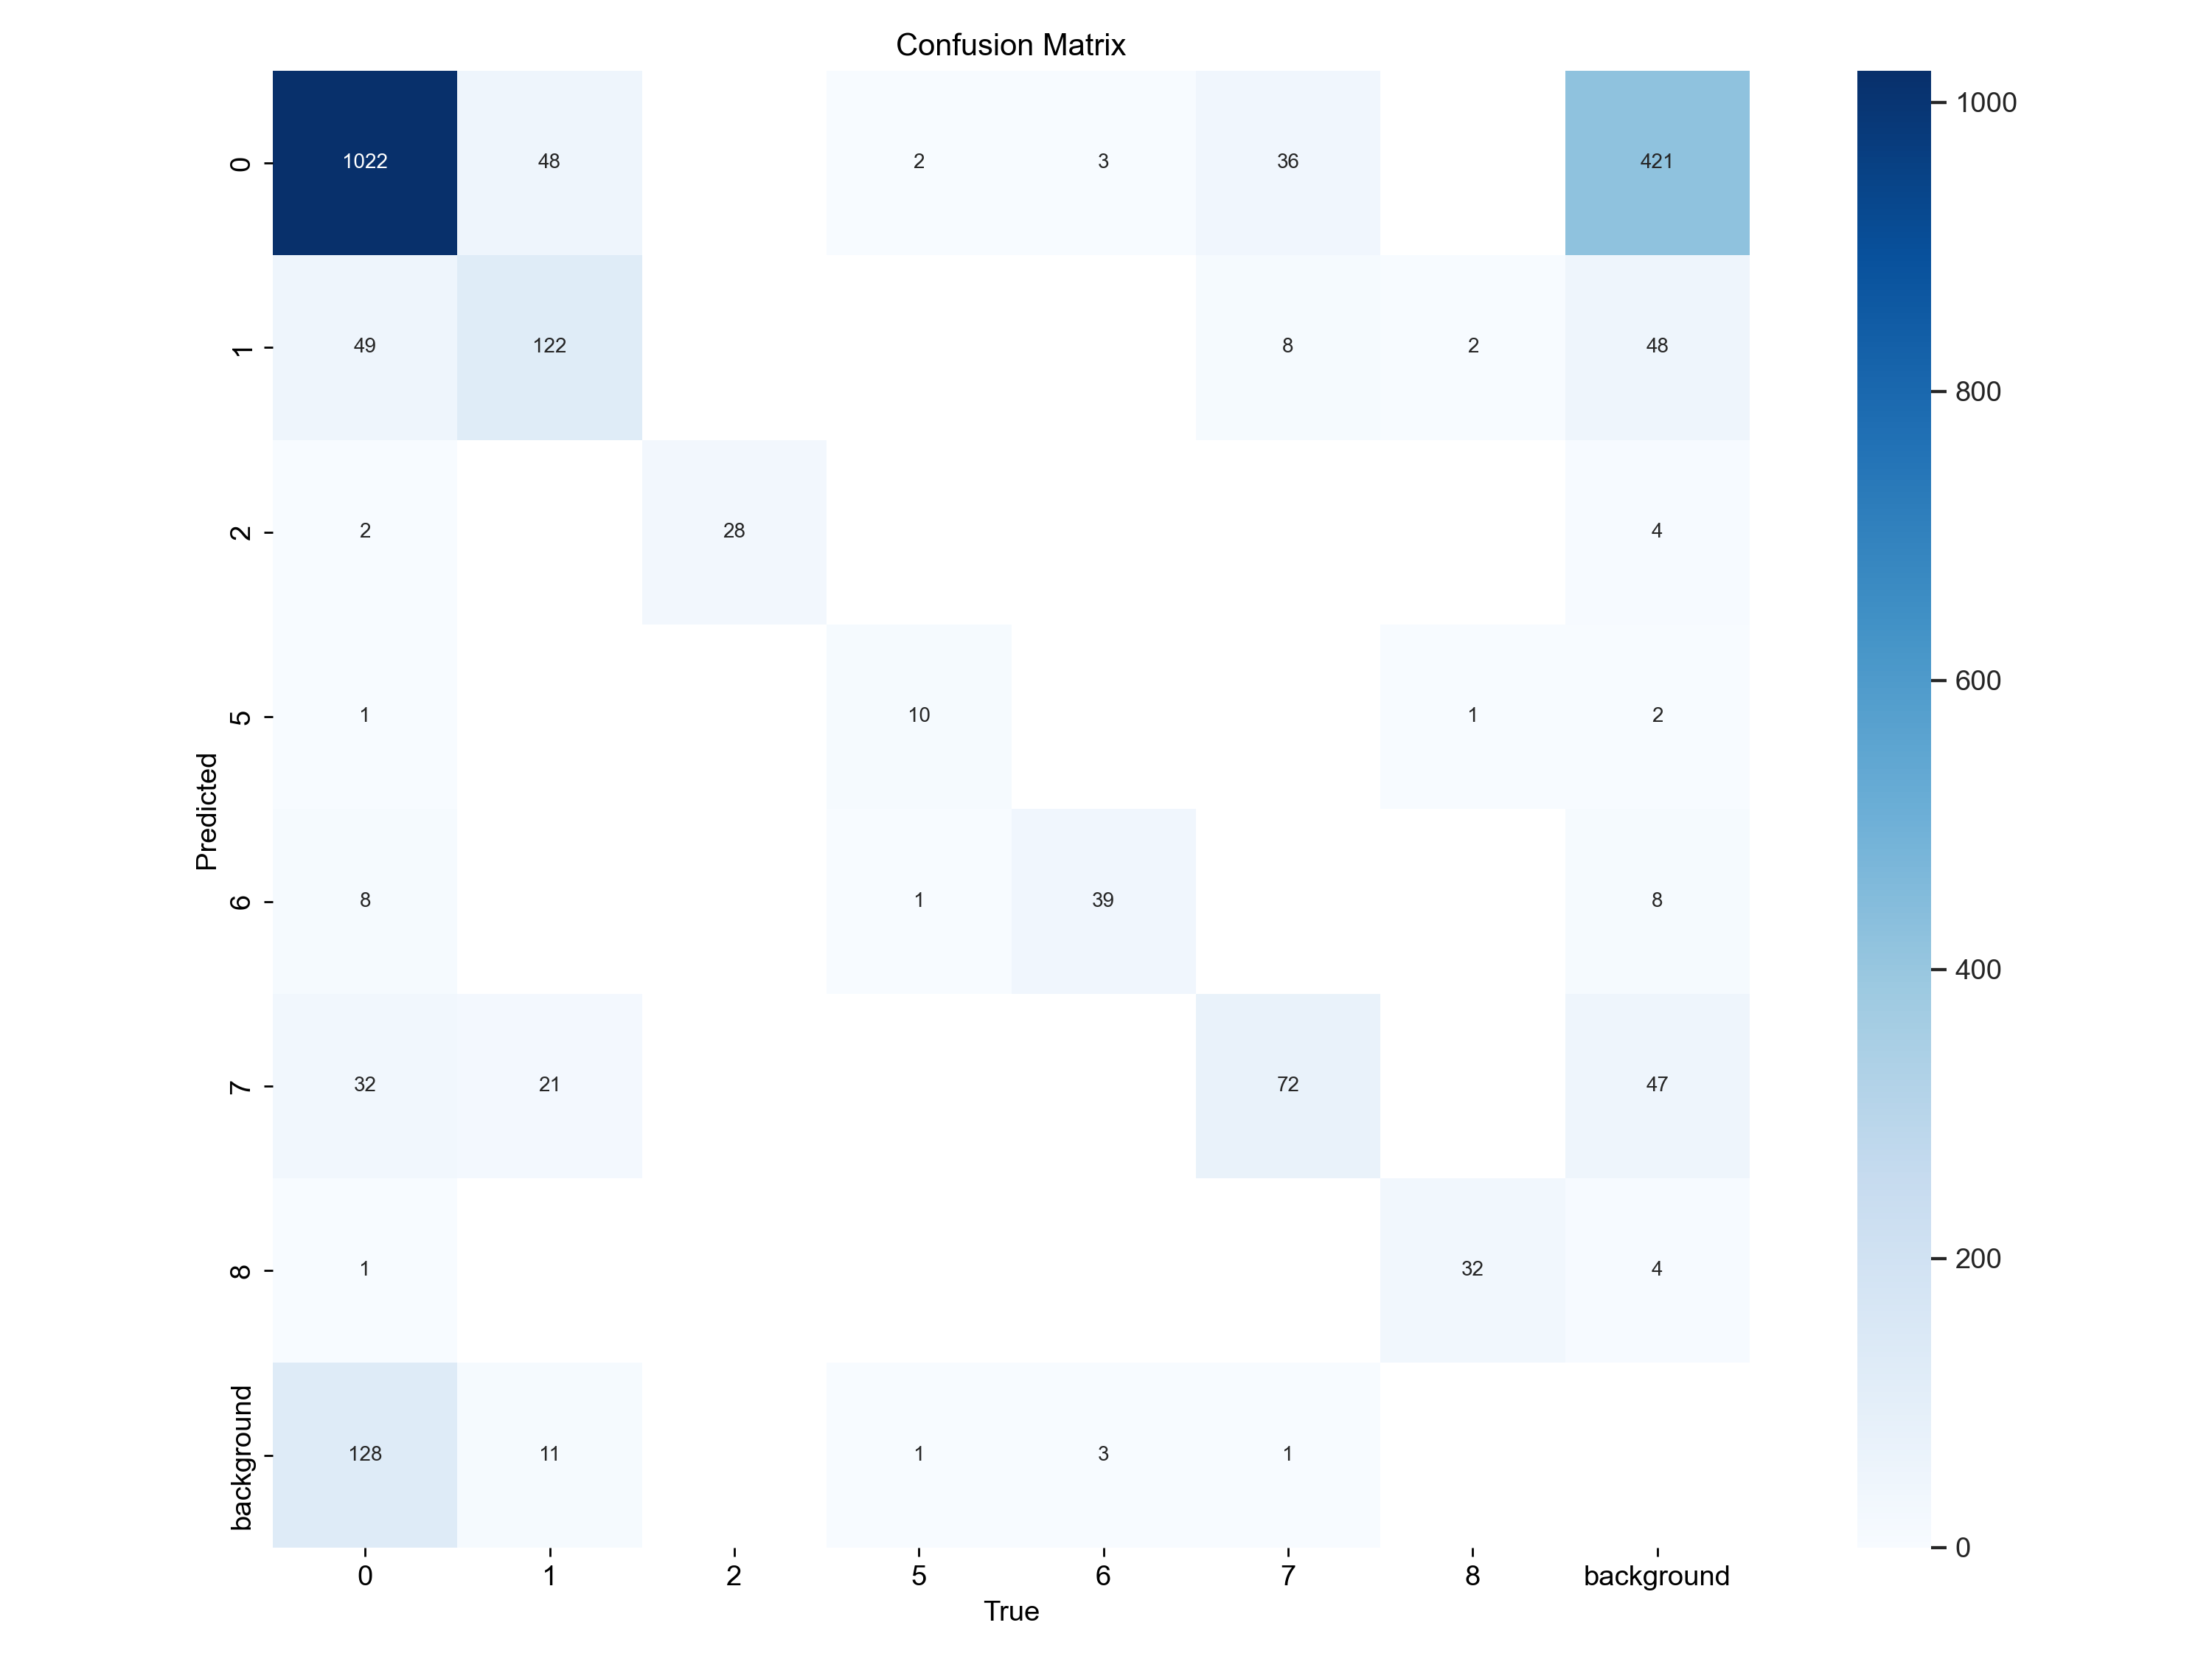 Confusion Matrix
0 1022 48 2 3 36 421
1 49 122 8 2 48
2 2 28 4
5 1 10 1 2
6 8 1 39 8
7 32 21 72 47
8 1 32 4
background 128 11 1 3 1
0 1 2 5 6 7 8 background
True
Predicted
1000
800
600
400
200
0